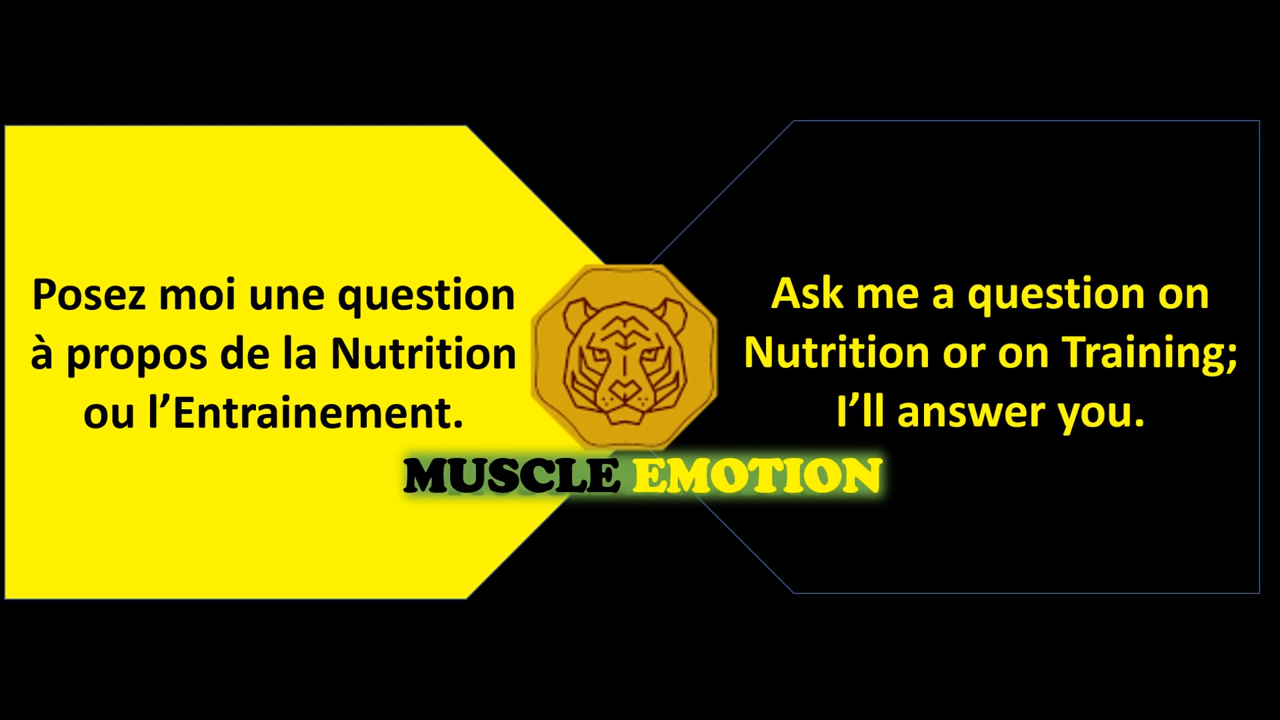 Posez moi une question
à propos de la Nutrition
ou l’Entrainement.
Ask me a question on
Nutrition or on Training;
I’ll answer you.
MUSCLE EMOTION